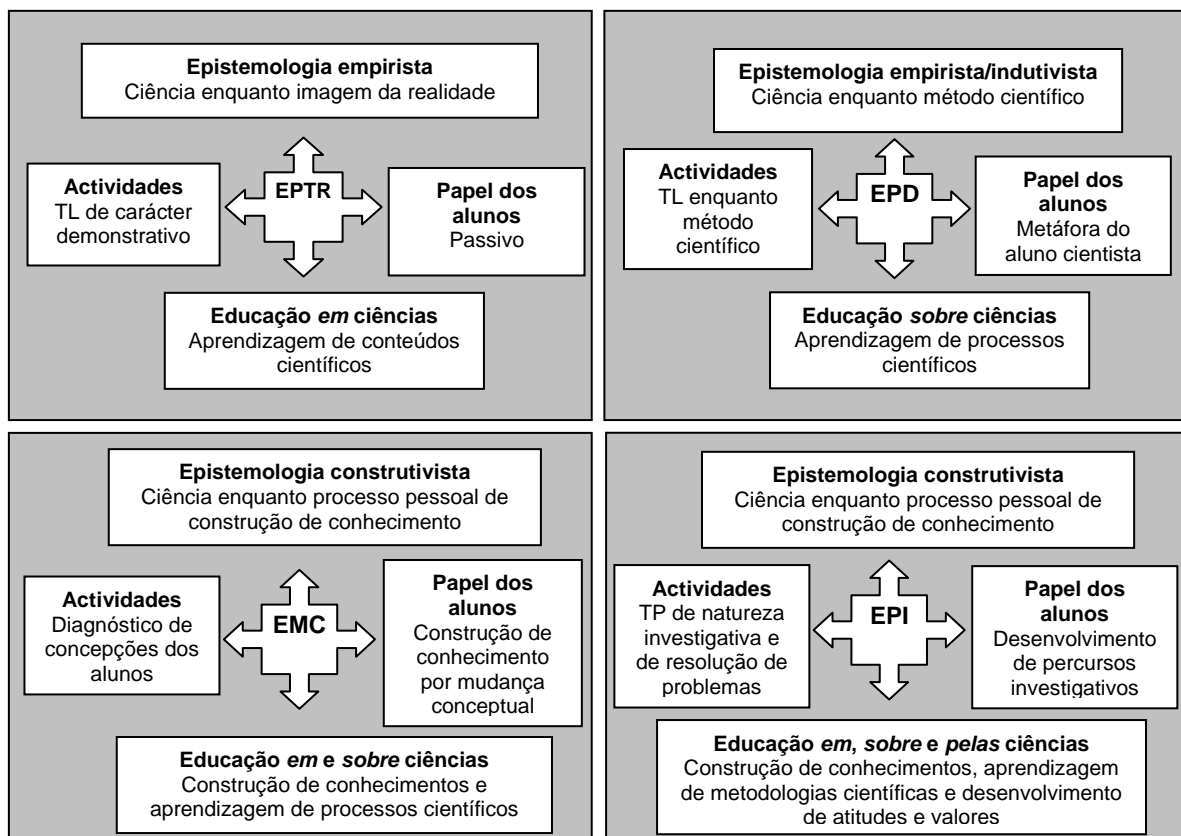 Epistemologia empirista
Ciência enquanto imagem da realidade
Actividades
TL de carácter
demonstrativo
EPTR
Papel dos
alunos
Passivo
Educação em ciências
Aprendizagem de conteúdos
científicos
Epistemologia empirista/indutivista
Ciência enquanto método científico
Actividades
TL enquanto
método
científico
EPD
Papel dos
alunos
Metáfora do
aluno cientista
Educação sobre ciências
Aprendizagem de processos
científicos
Epistemologia construtivista
Ciência enquanto processo pessoal de
construção de conhecimento
Actividades
Diagnóstico de
concepções dos
alunos
EMC
Papel dos
alunos
Construção de
conhecimento
por mudança
conceptual
Educação em e sobre ciências
Construção de conhecimentos e
aprendizagem de processos científicos
Epistemologia construtivista
Ciência enquanto processo pessoal de
construção de conhecimento
Actividades
TP de natureza
investigativa e
de resolução de
problemas
EPI
Papel dos
alunos
Desenvolvimento
de percursos
investigativos
Educação em, sobre e pelas ciências
Construção de conhecimentos, aprendizagem
de metodologias científicas e desenvolvimento
de atitudes e valores